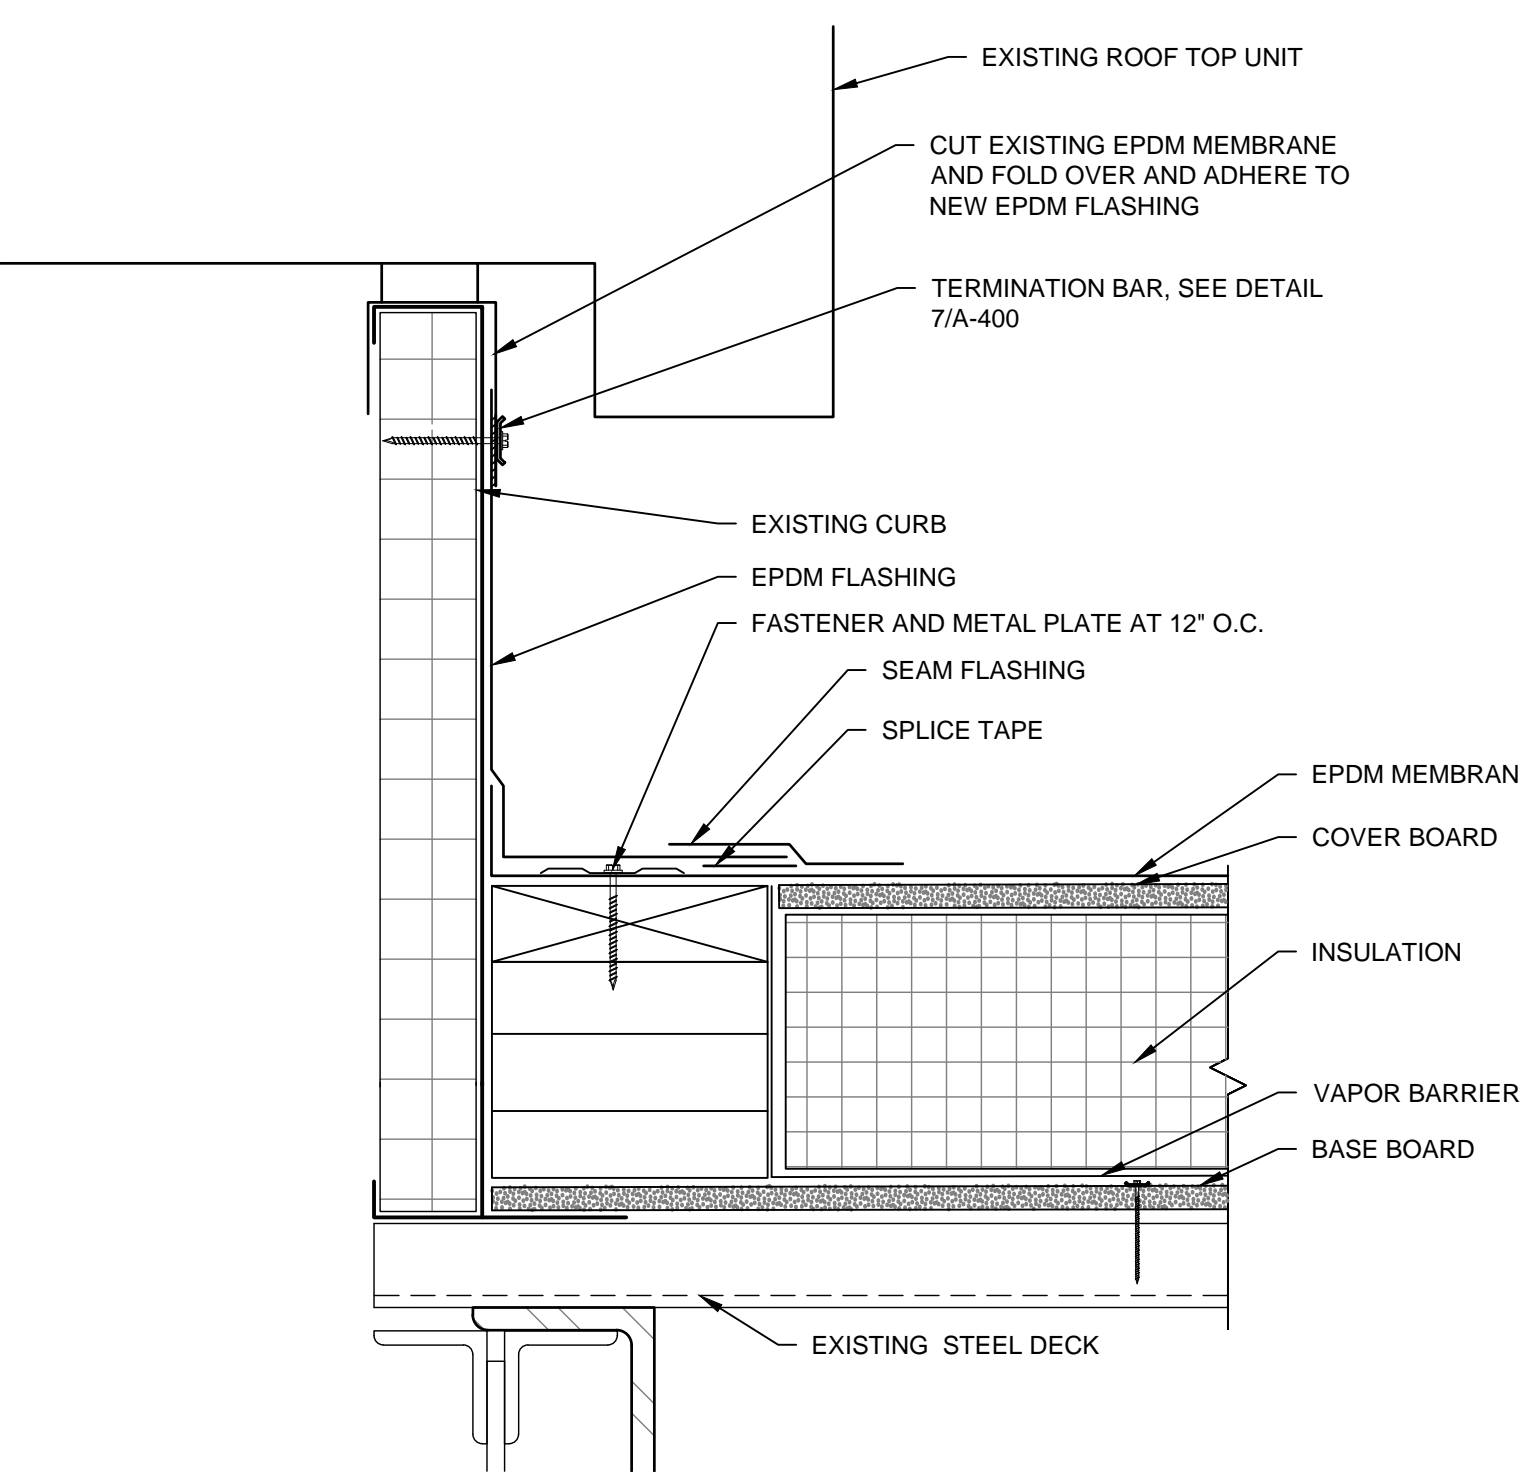 EXISTING ROOF TOP UNIT
CUT EXISTING EPDM MEMBRANE
AND FOLD OVER AND ADHERE TO
NEW EPDM FLASHING
TERMINATION BAR, SEE DETAIL
7/A-400
EXISTING CURB
EPDM FLASHING
FASTENER AND METAL PLATE AT 12" O.C.
SEAM FLASHING
SPLICE TAPE
EPDM MEMBRAN
COVER BOARD
INSULATION
VAPOR BARRIER
BASE BOARD
EXISTING STEEL DECK